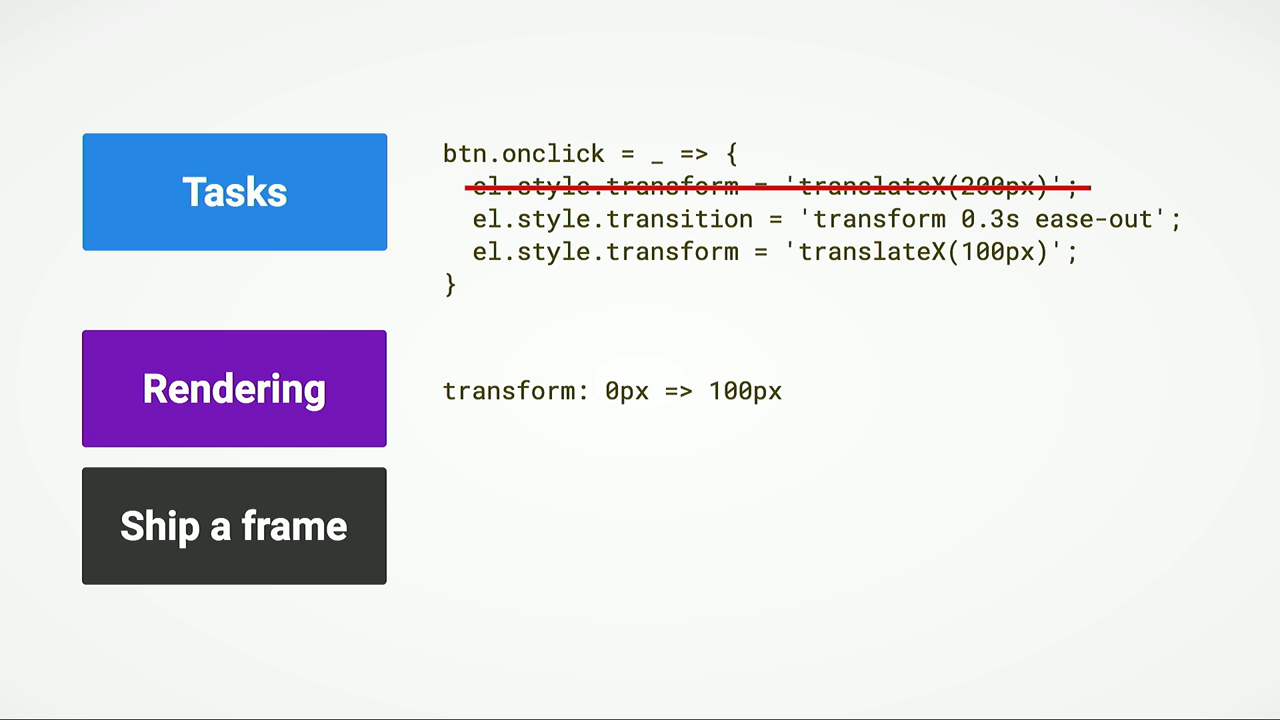 Tasks
btn.onclick = _ => {
el.style.transform = 'translateX(200px)';
el.style.transition = 'transform 0.3s ease-out';
el.style.transform = 'translateX(100px)';
}
Rendering
transform: 0px => 100px
Ship a frame